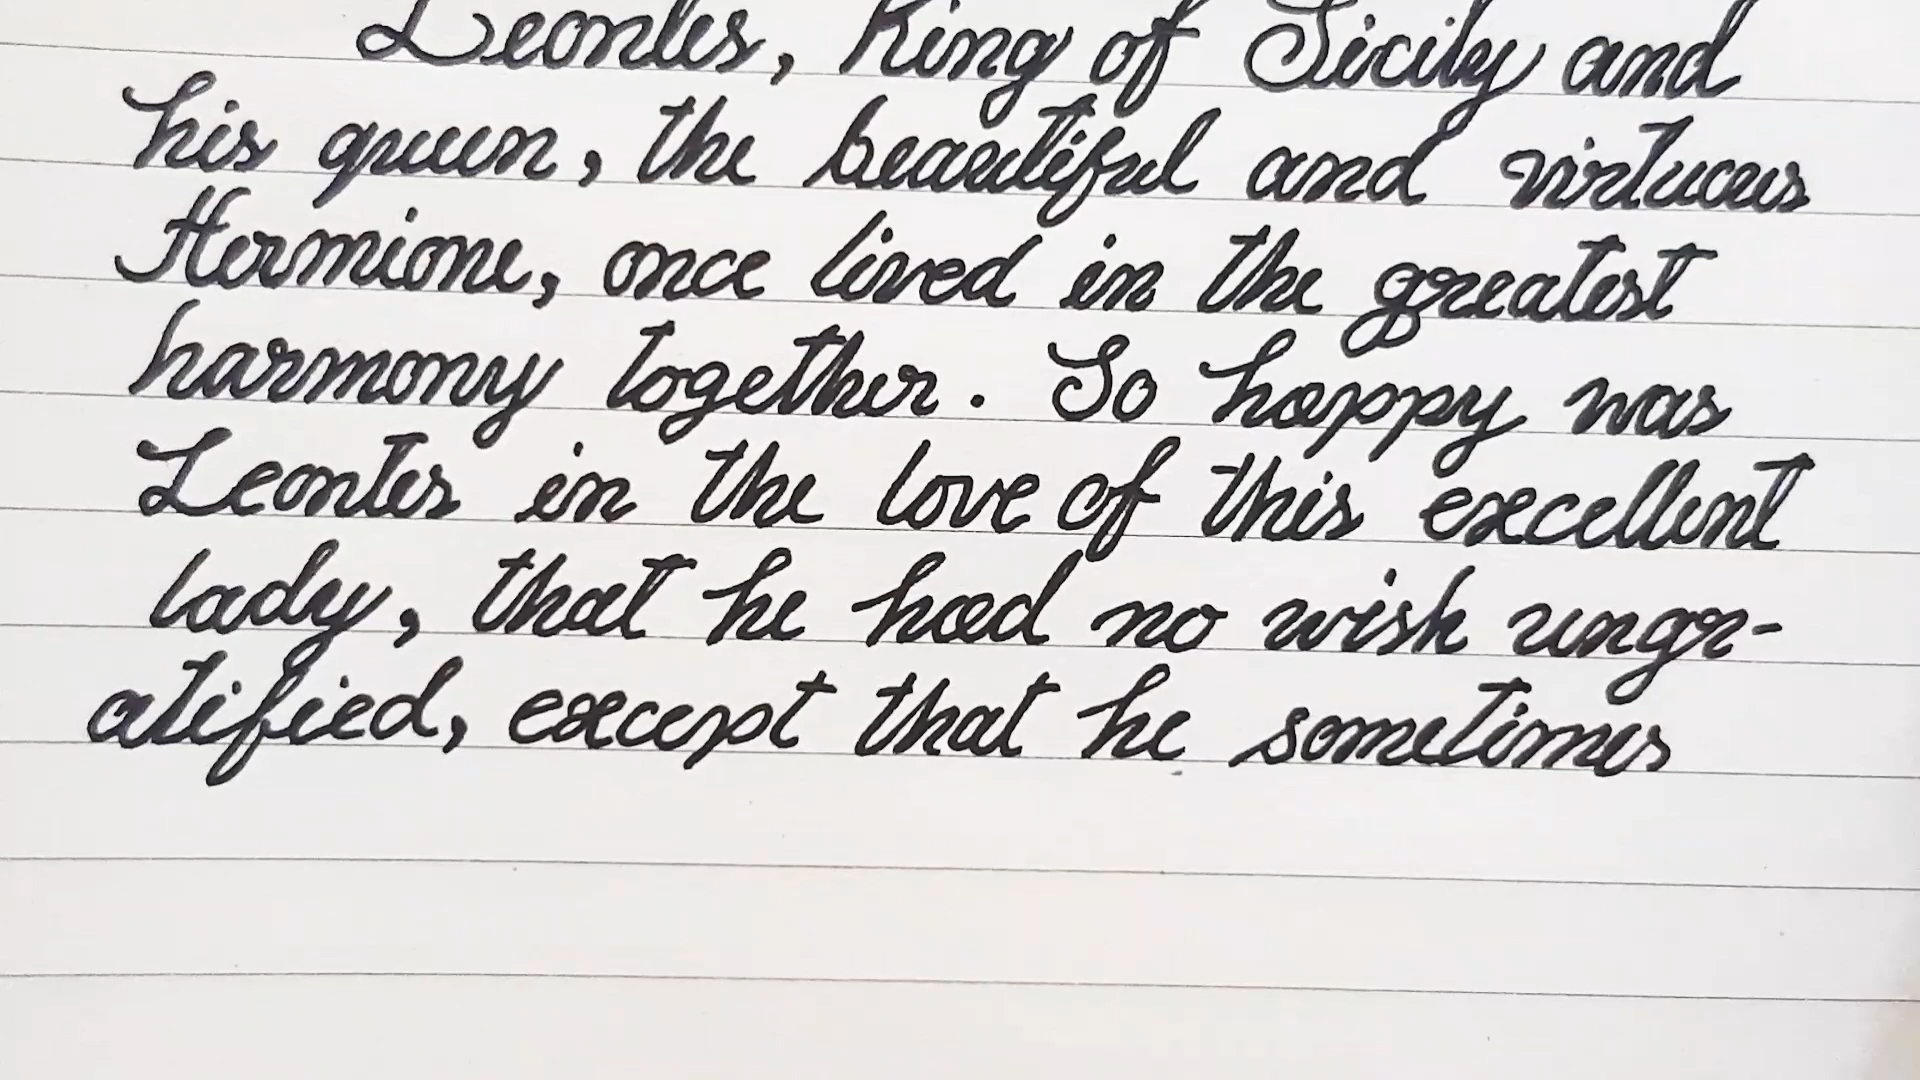 Leontes, King of Sicily and
his queen, the beautiful and virtuous
Hermione, once lived in the greatest
harmony together. So happy was
Leontes in the love of this excellent
lady, that he had no wish ungr-
atified, except that he sometimes